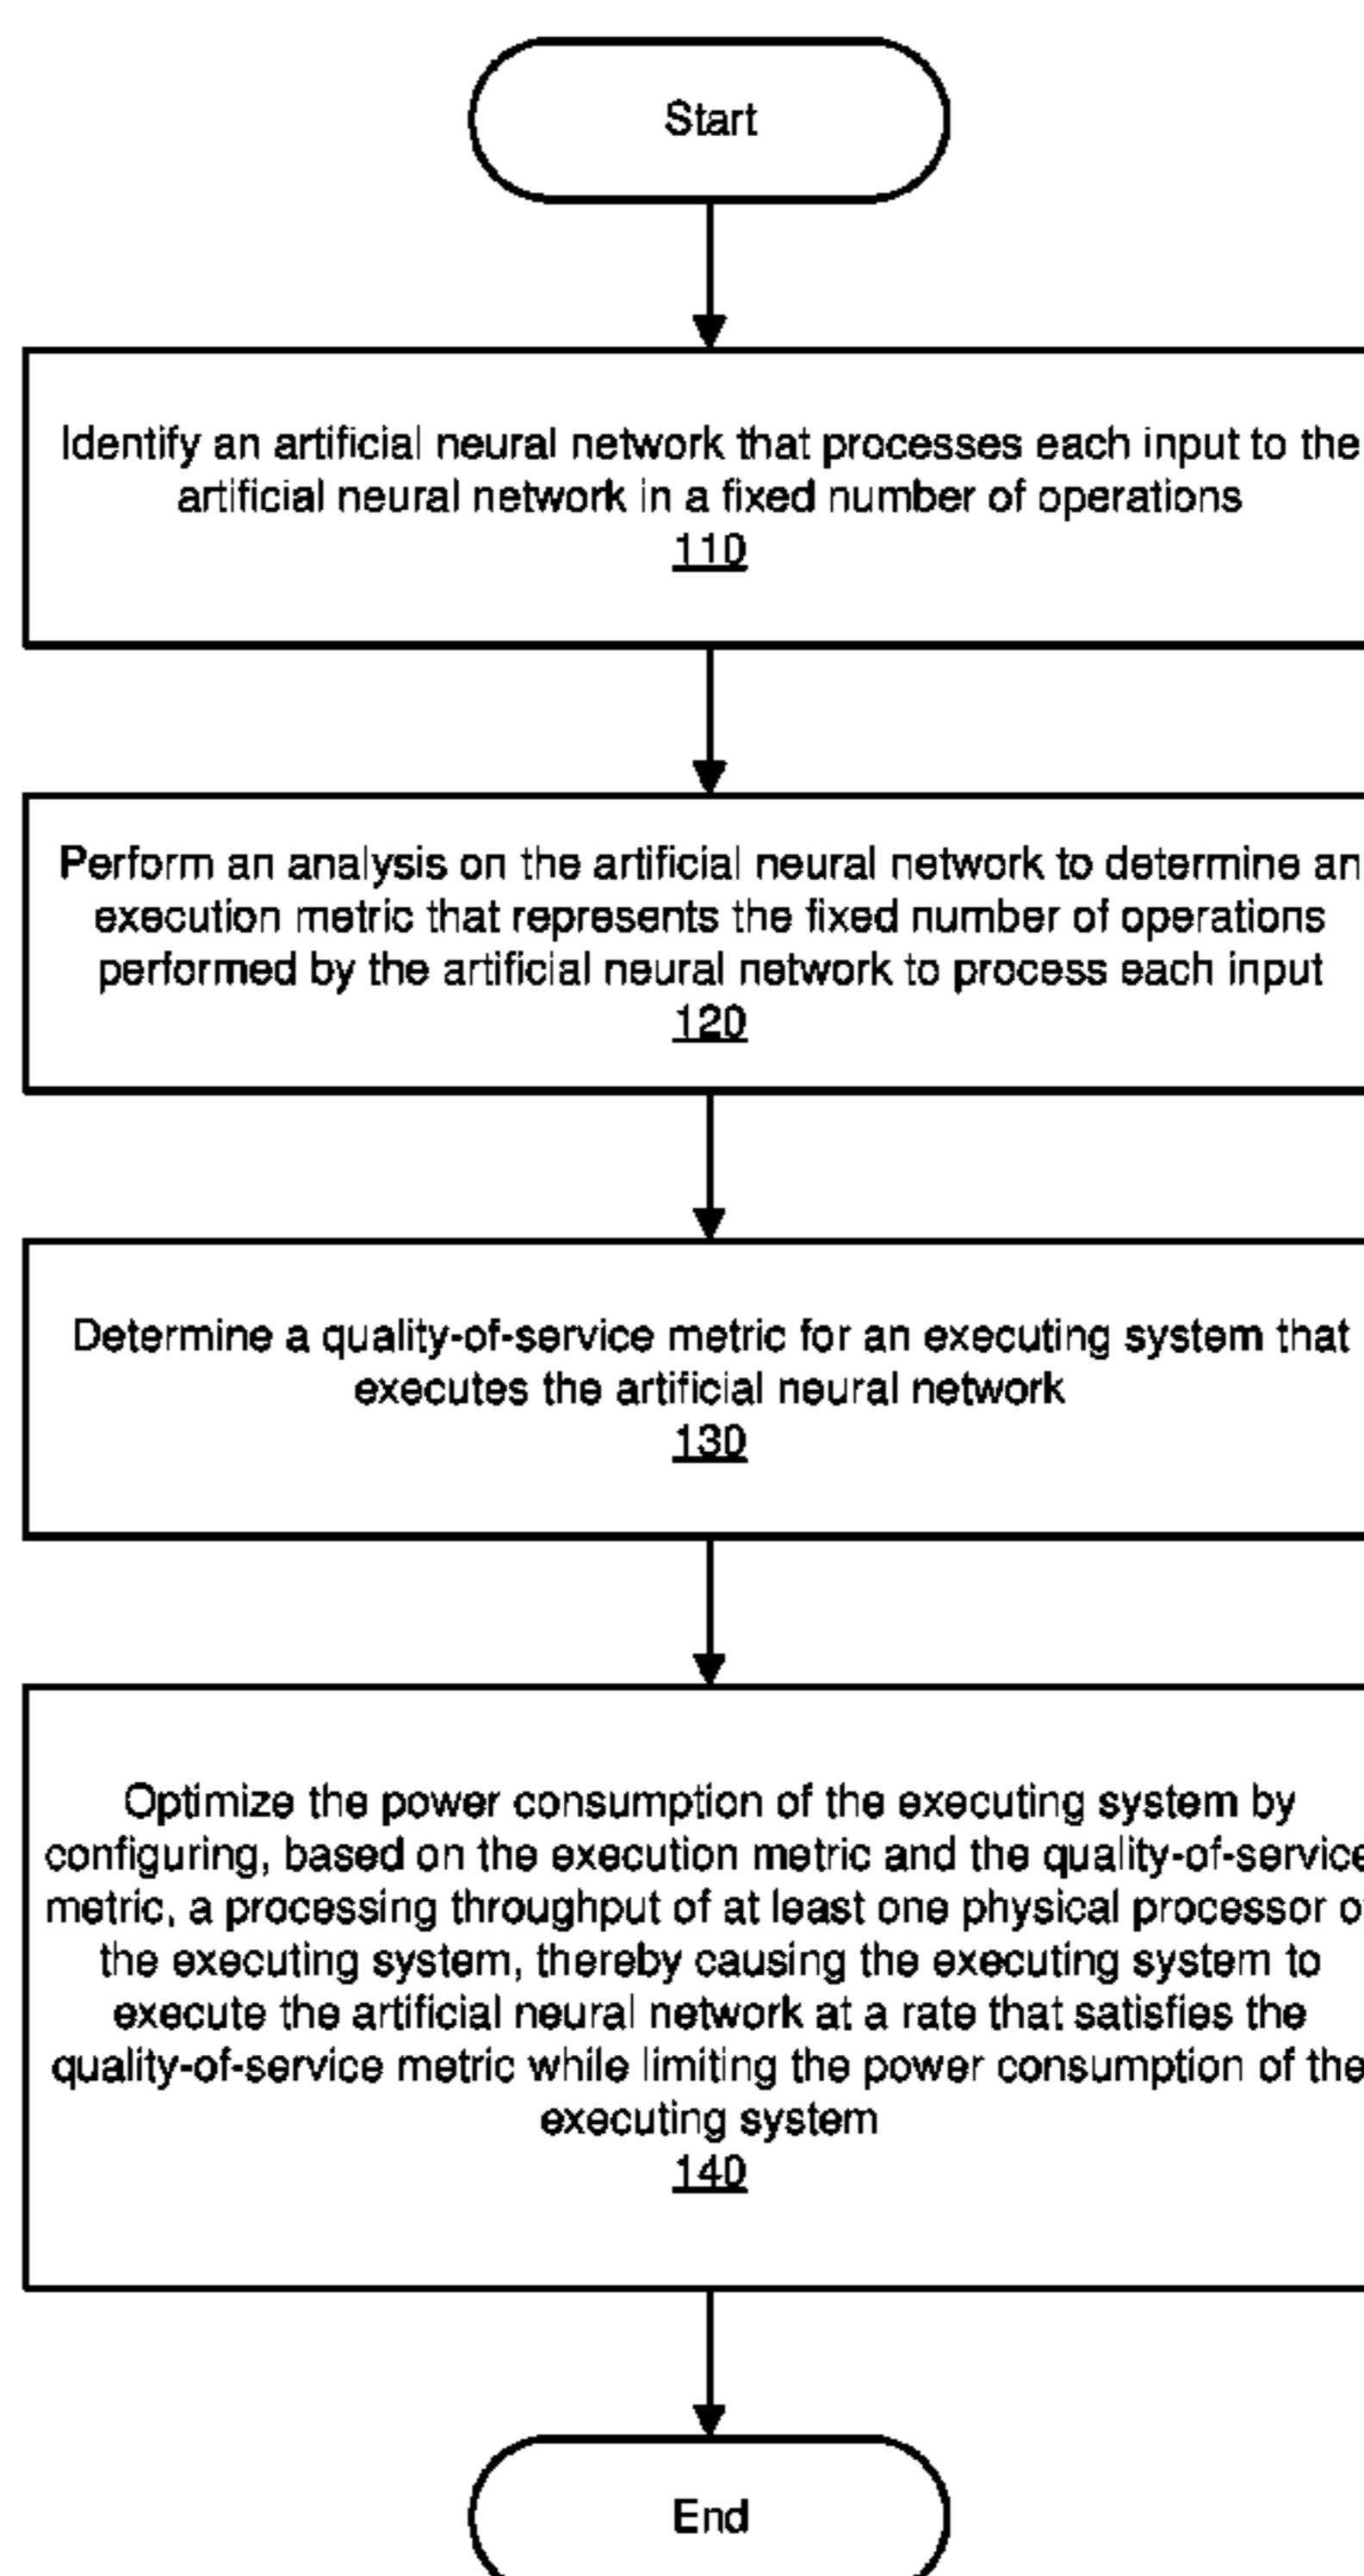 Start
Identify an artificial neural network that processes each input to the
artificial neural network in a fixed number of operations
110
Perform an analysis on the artificial neural network to determine an
execution metric that represents the fixed number of operations
performed by the artificial neural network to process each input
120
Determine a quality-of-service metric for an executing system that
executes the artificial neural network
130
Optimize the power consumption of the executing system by
configuring, based on the execution metric and the quality-of-service
metric, a processing throughput of at least one physical processor of
the executing system, thereby causing the executing system to
execute the artificial neural network at a rate that satisfies the
quality-of-service metric while limiting the power consumption of the
executing system
140
End